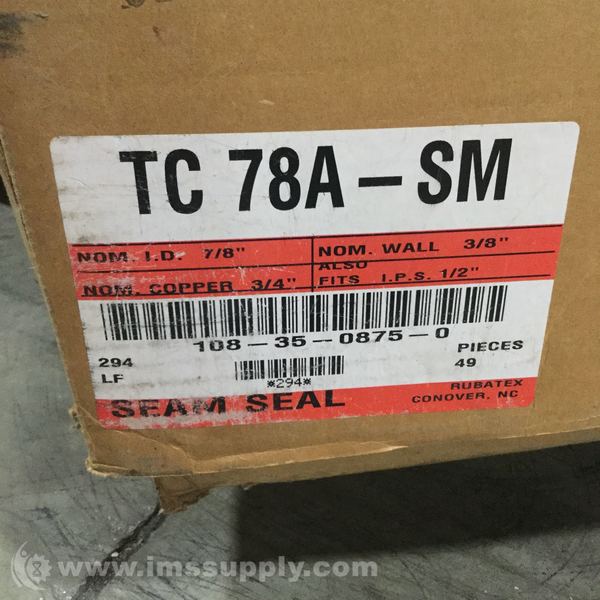 TC 78A – SM
NOM. I.D. 7/8" NOM. WALL 3/8"
NOM. COPPER 3/4" ALSO FITS I.P.S. 1/2"
108-35-0875-0
294 LF *294* PIECES 49
SEAM SEAL RUBATEX CONOVER, NC
www.imssupply.com